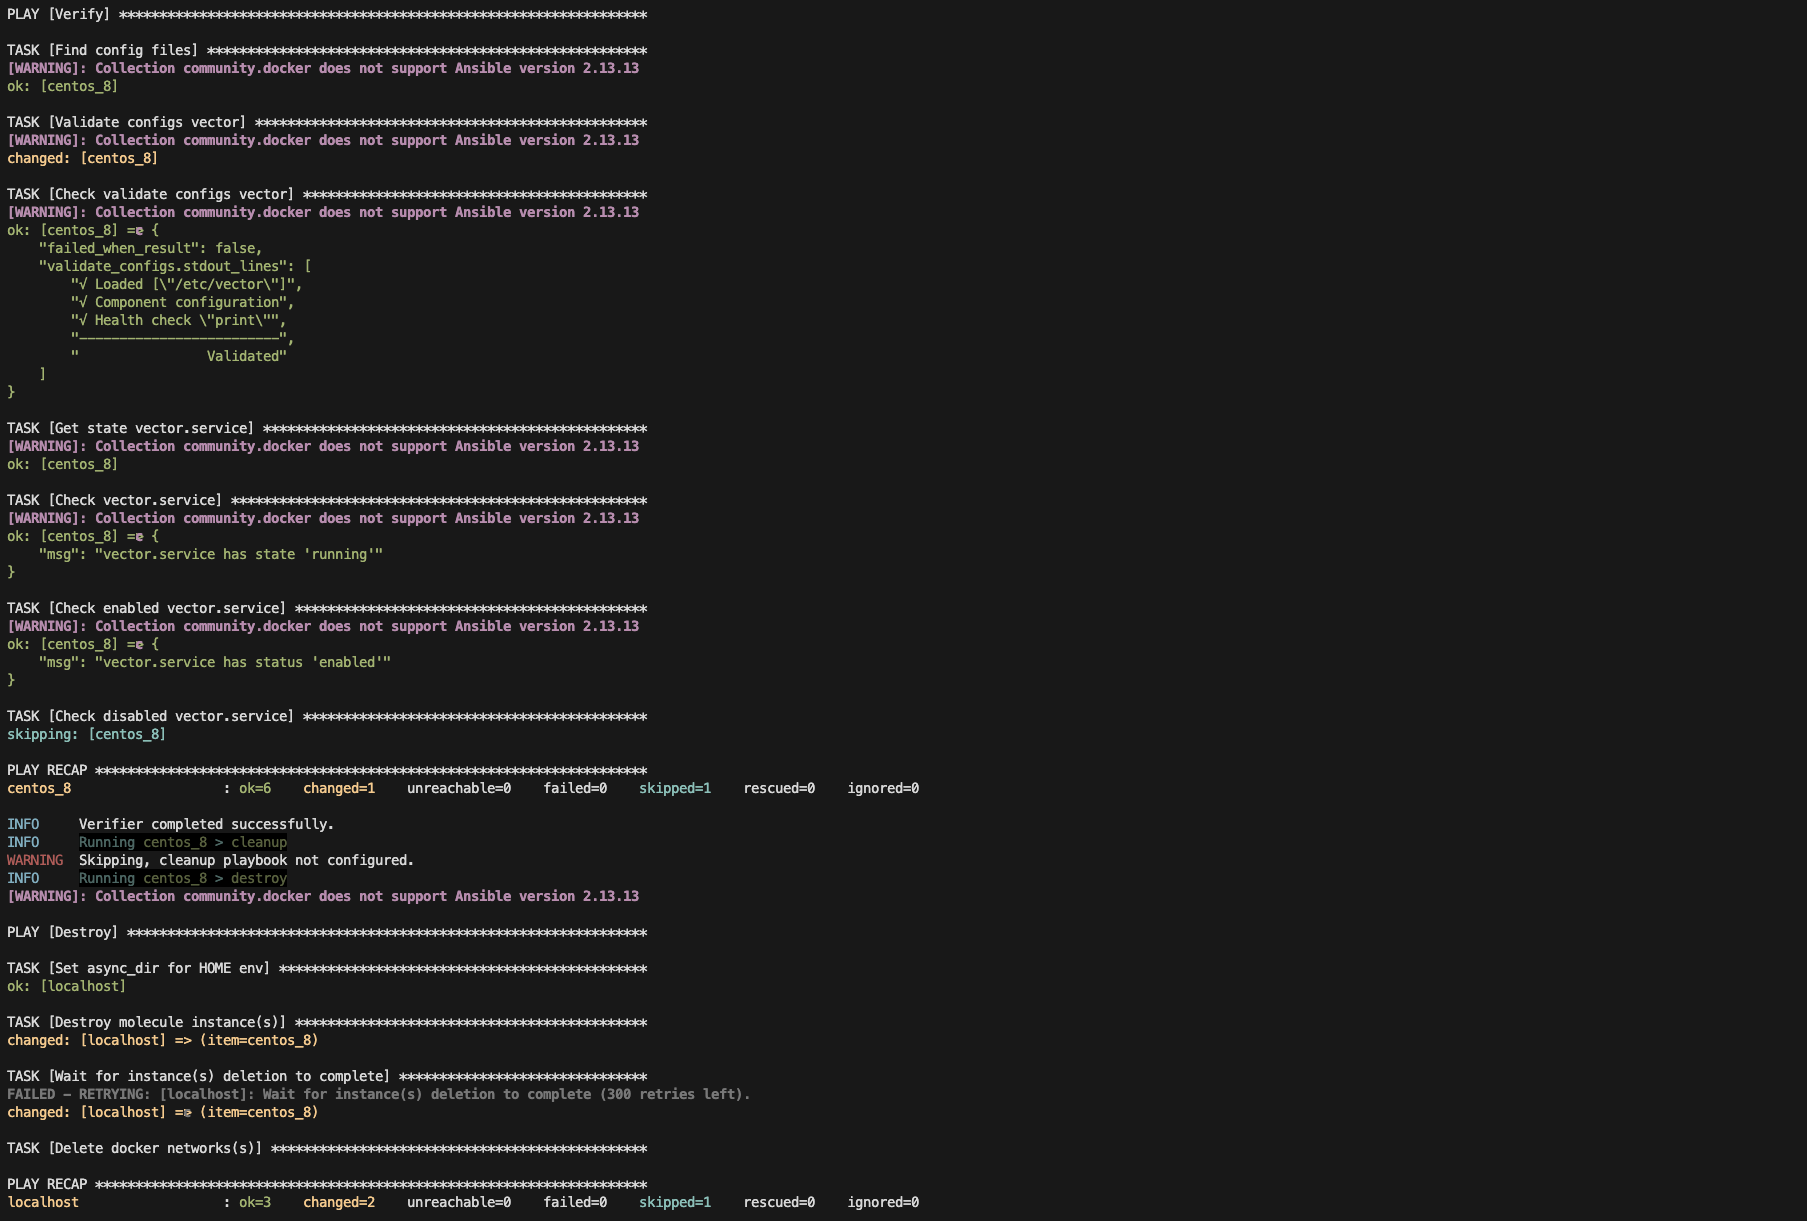 PLAY [Verify] ******************************************************************
TASK [Find config files] *******************************************************
[WARNING]: Collection community.docker does not support Ansible version 2.13.13
ok: [centos_8]
TASK [Validate configs vector] *************************************************
[WARNING]: Collection community.docker does not support Ansible version 2.13.13
changed: [centos_8]
TASK [Check validate configs vector] *******************************************
[WARNING]: Collection community.docker does not support Ansible version 2.13.13
ok: [centos_8] => {
    "failed_when_result": false,
    "validate_configs.stdout_lines": [
        "√ Loaded [\"/etc/vector\"]",
        "√ Component configuration",
        "√ Health check \"print\"",
        "-------------------------",
        "                Validated"
    ]
}
TASK [Get state vector.service] ************************************************
[WARNING]: Collection community.docker does not support Ansible version 2.13.13
ok: [centos_8]
TASK [Check vector.service] ****************************************************
[WARNING]: Collection community.docker does not support Ansible version 2.13.13
ok: [centos_8] => {
    "msg": "vector.service has state 'running'"
}
TASK [Check enabled vector.service] ********************************************
[WARNING]: Collection community.docker does not support Ansible version 2.13.13
ok: [centos_8] => {
    "msg": "vector.service has status 'enabled'"
}
TASK [Check disabled vector.service] *******************************************
skipping: [centos_8]
PLAY RECAP *********************************************************************
centos_8                   : ok=6    changed=1    unreachable=0    failed=0    skipped=1    rescued=0    ignored=0
INFO     Verifier completed successfully.
INFO     Running centos_8 > cleanup
WARNING  Skipping, cleanup playbook not configured.
INFO     Running centos_8 > destroy
[WARNING]: Collection community.docker does not support Ansible version 2.13.13
PLAY [Destroy] *****************************************************************
TASK [Set async_dir for HOME env] **********************************************
ok: [localhost]
TASK [Destroy molecule instance(s)] ********************************************
changed: [localhost] => (item=centos_8)
TASK [Wait for instance(s) deletion to complete] *******************************
FAILED - RETRYING: [localhost]: Wait for instance(s) deletion to complete (300 retries left).
changed: [localhost] => (item=centos_8)
TASK [Delete docker networks(s)] ***********************************************
PLAY RECAP *********************************************************************
localhost                  : ok=3    changed=2    unreachable=0    failed=0    skipped=1    rescued=0    ignored=0